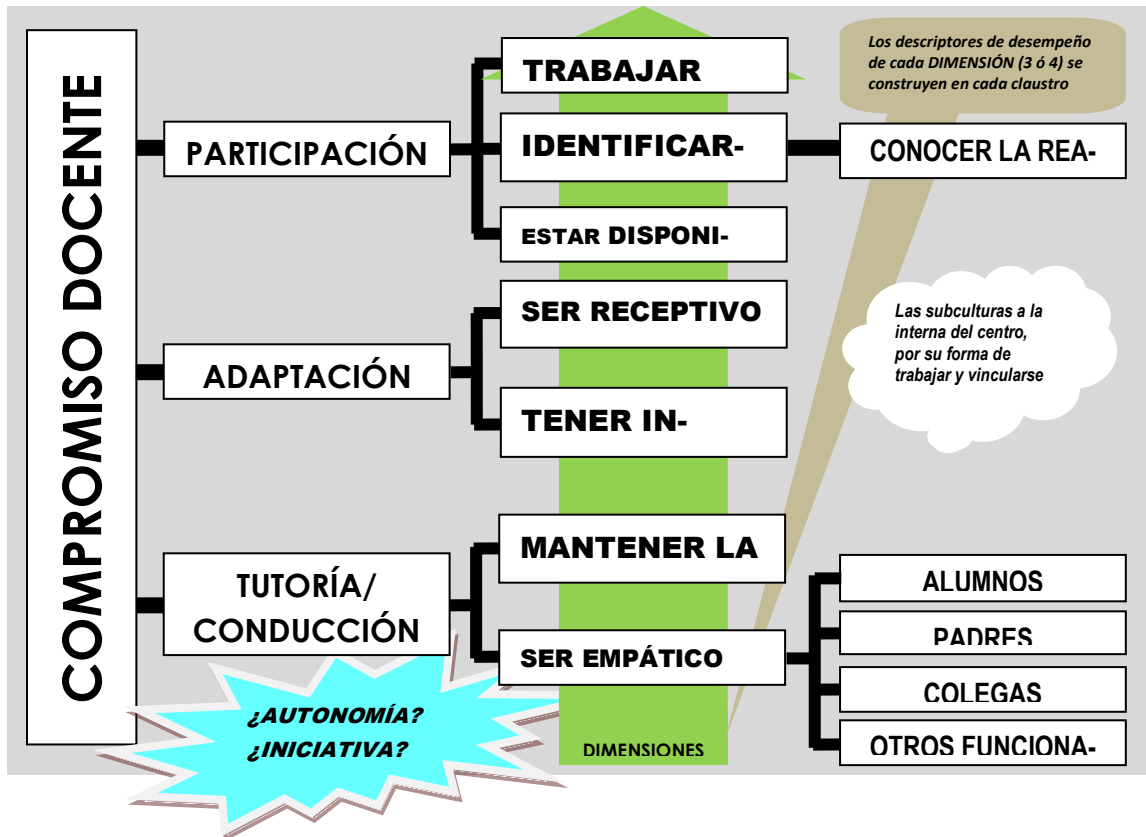 COMPROMISO DOCENTE
PARTICIPACIÓN
TRABAJAR
IDENTIFICAR-
CONOCER LA REA-
ESTAR DISPONI-
Los descriptores de desempeño
de cada DIMENSIÓN (3 ó 4) se
construyen en cada claustro
ADAPTACIÓN
SER RECEPTIVO
TENER IN-
Las subculturas a la
interna del centro,
por su forma de
trabajar y vincularse
TUTORÍA/
CONDUCCIÓN
MANTENER LA
SER EMPÁTICO
ALUMNOS
PADRES
COLEGAS
OTROS FUNCIONA-
¿AUTONOMÍA?
¿INICIATIVA?
DIMENSIONES